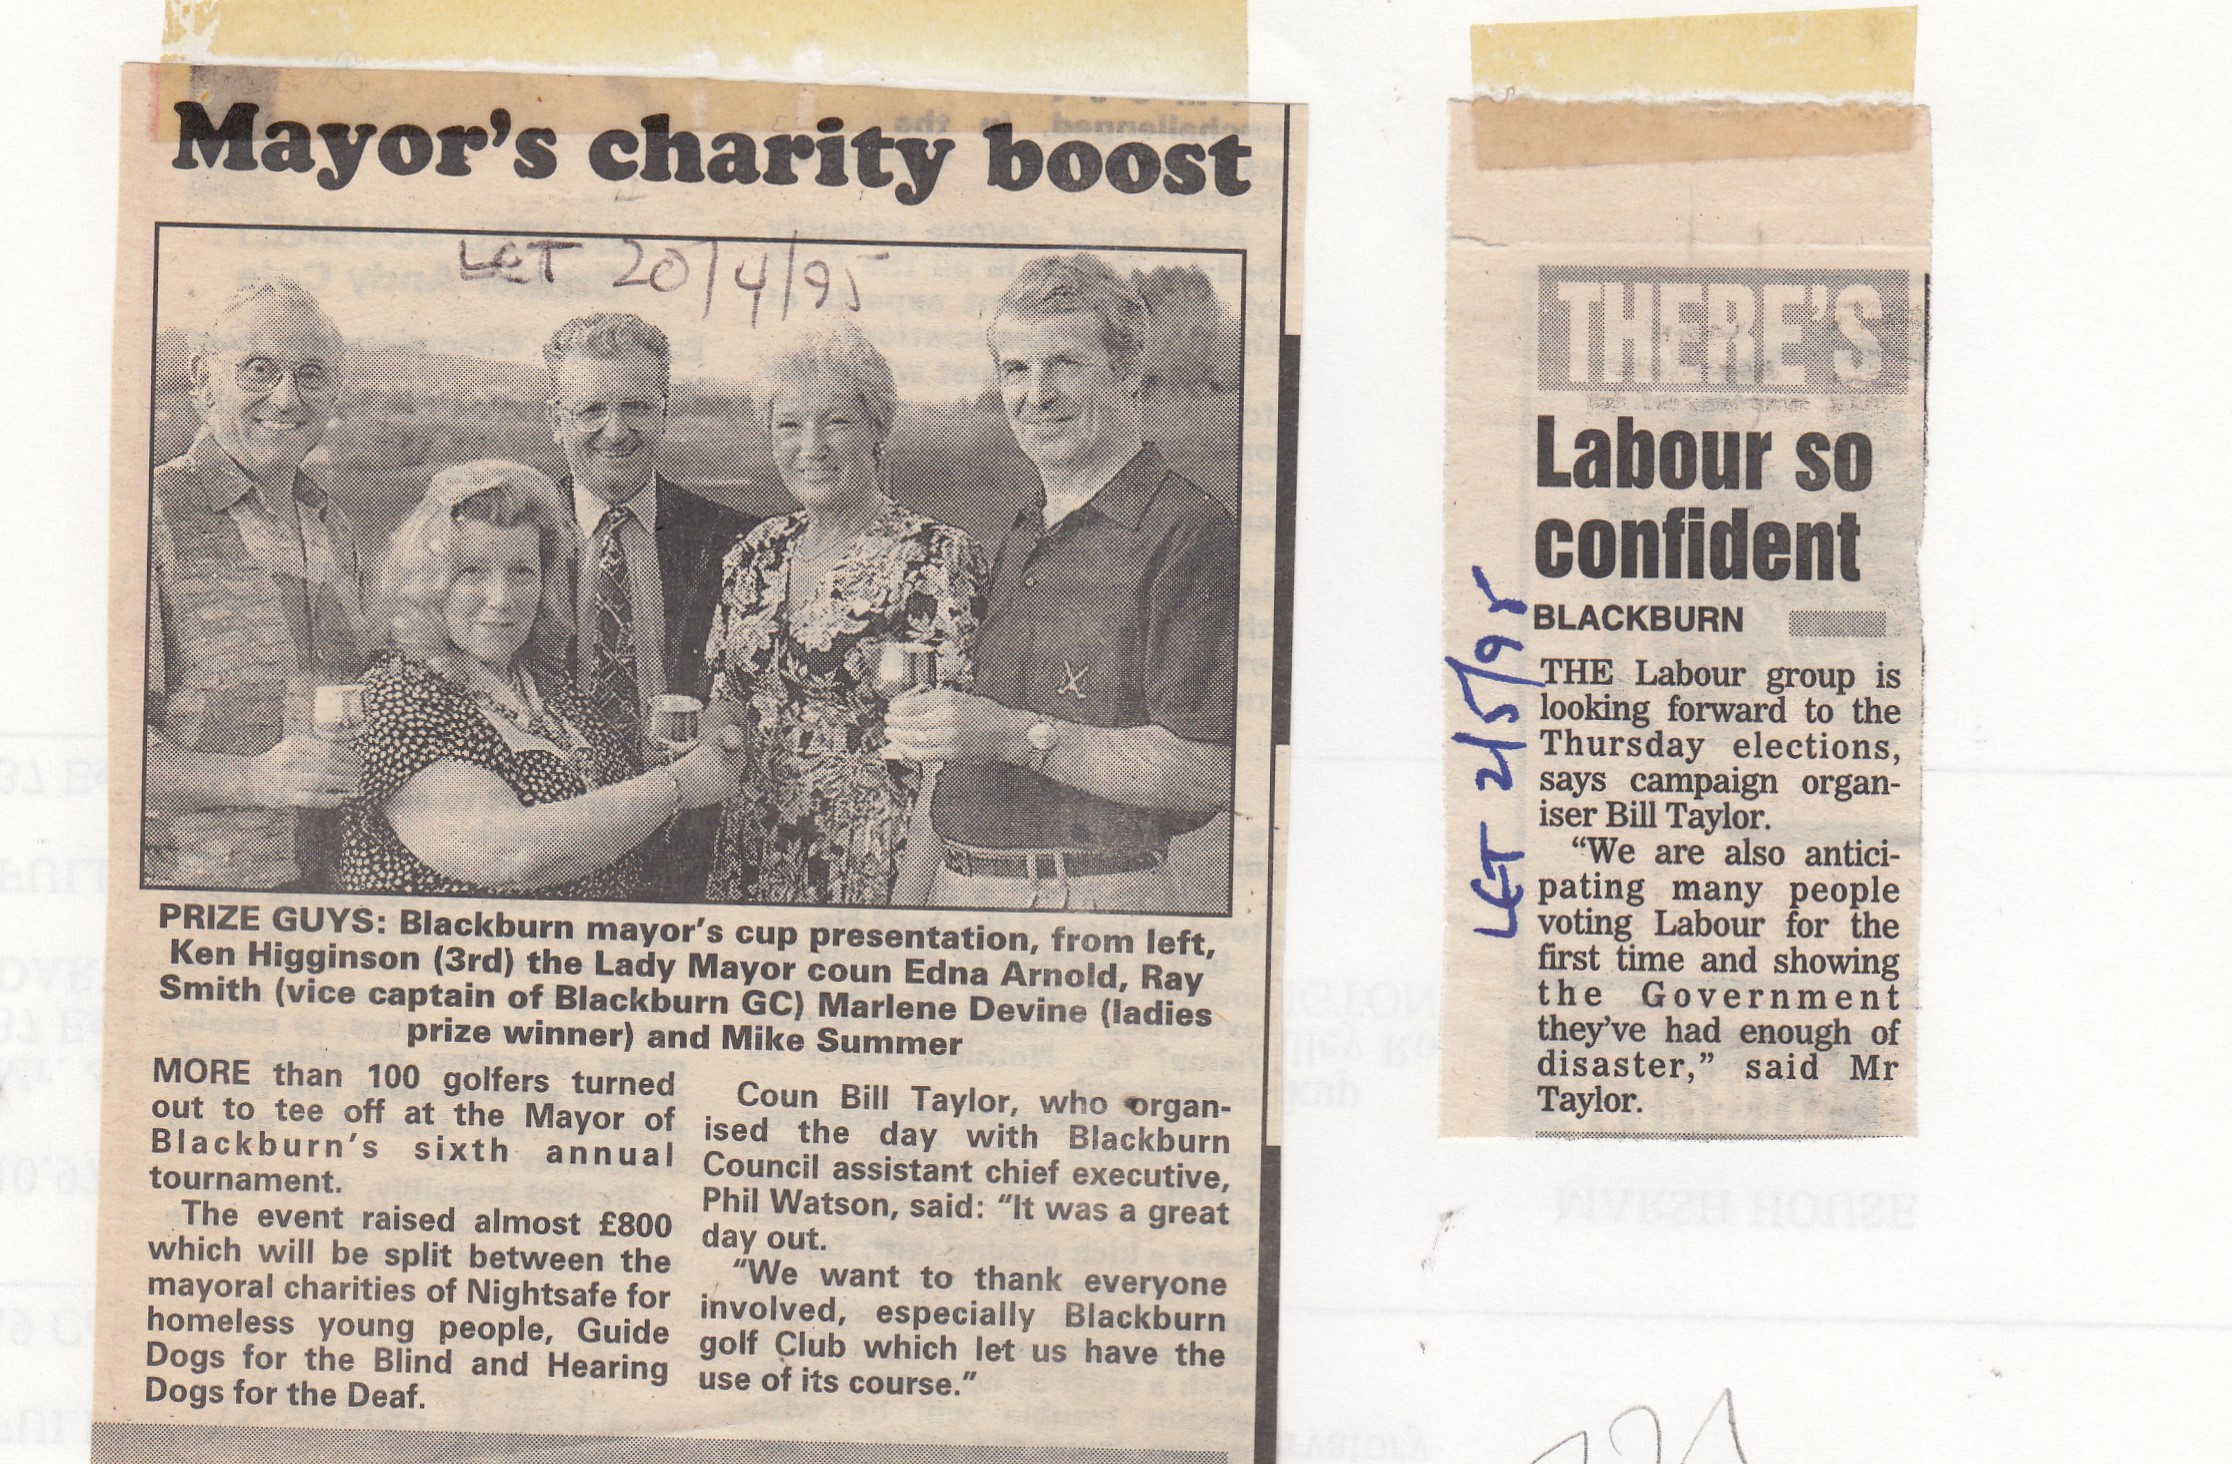 Mayor's charity boost
LET 20/4/95
PRIZE GUYS: Blackburn mayor's cup presentation, from left,
Ken Higginson (3rd) the Lady Mayor coun Edna Arnold, Ray
Smith (vice captain of Blackburn GC) Marlene Devine (ladies
prize winner) and Mike Summer
MORE than 100 golfers turned
out to tee off at the Mayor of
Blackburn's sixth annual
tournament.
The event raised almost £800
which will be split between the
mayoral charities of Nightsafe for
homeless young people, Guide
Dogs for the Blind and Hearing
Dogs for the Deaf.
Coun Bill Taylor, who organ-
ised the day with Blackburn
Council assistant chief executive,
Phil Watson, said: "It was a great
day out.
"We want to thank everyone
involved, especially Blackburn
golf Club which let us have the
use of its course."
THERE'S
Labour so
confident
BLACKBURN
LET 2/5/95
THE Labour group is
looking forward to the
Thursday elections,
says campaign organ-
iser Bill Taylor.
"We are also antici-
pating many people
voting Labour for the
first time and showing
the Government
they've had enough of
disaster," said Mr
Taylor.
MARSH HOUSE